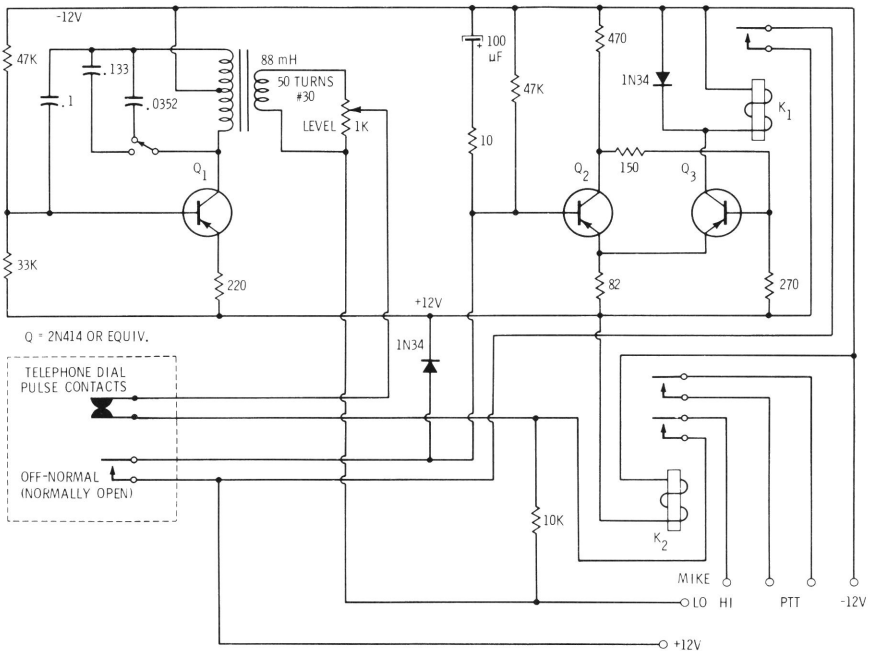 -12V
47K
.133
.1
.0352
88 mH
50 TURNS
#30
LEVEL
1K
Q1
33K
220
100
μF
+
10
47K
470
1N34
K1
150
Q2
Q3
82
270
+12V
1N34
Q = 2N414 OR EQUIV.
TELEPHONE DIAL
PULSE CONTACTS
OFF-NORMAL
(NORMALLY OPEN)
10K
K2
MIKE
LO HI PTT -12V
+12V